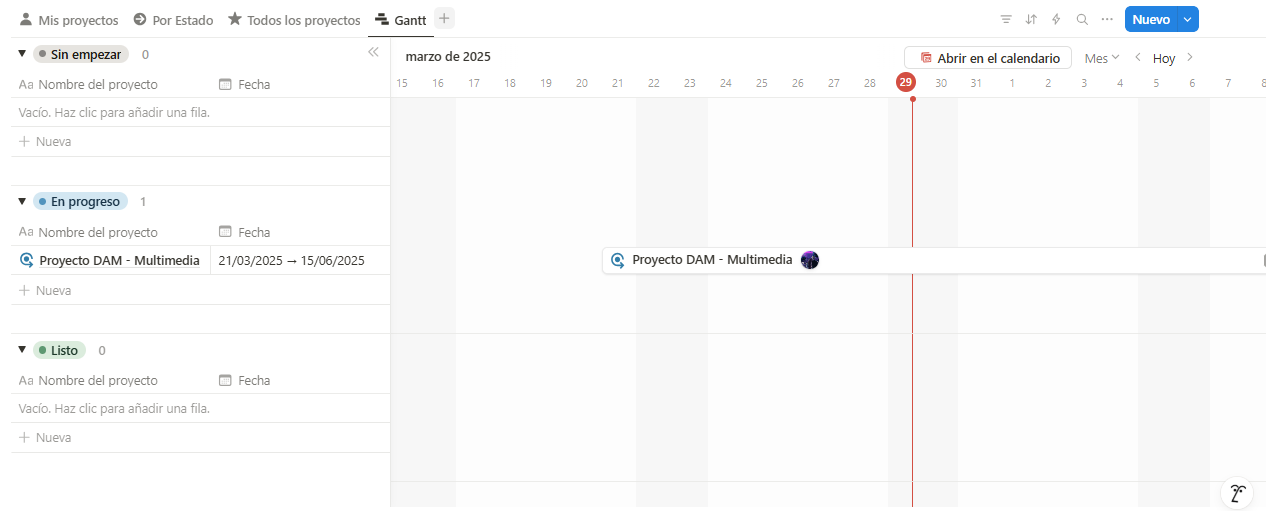 Mis proyectos Por Estado Todos los proyectos Gantt Nuevo
Sin empezar 0
marzo de 2025 Abrir en el calendario Mes Hoy
Aa Nombre del proyecto Fecha
15 16 17 18 19 20 21 22 23 24 25 26 27 28 29 30 31 1 2 3 4 5 6 7 8
Vacío. Haz clic para añadir una fila.
+ Nueva
En progreso 1
Aa Nombre del proyecto Fecha
Proyecto DAM - Multimedia 21/03/2025 → 15/06/2025
Proyecto DAM - Multimedia
+ Nueva
Listo 0
Aa Nombre del proyecto Fecha
Vacío. Haz clic para añadir una fila.
+ Nueva